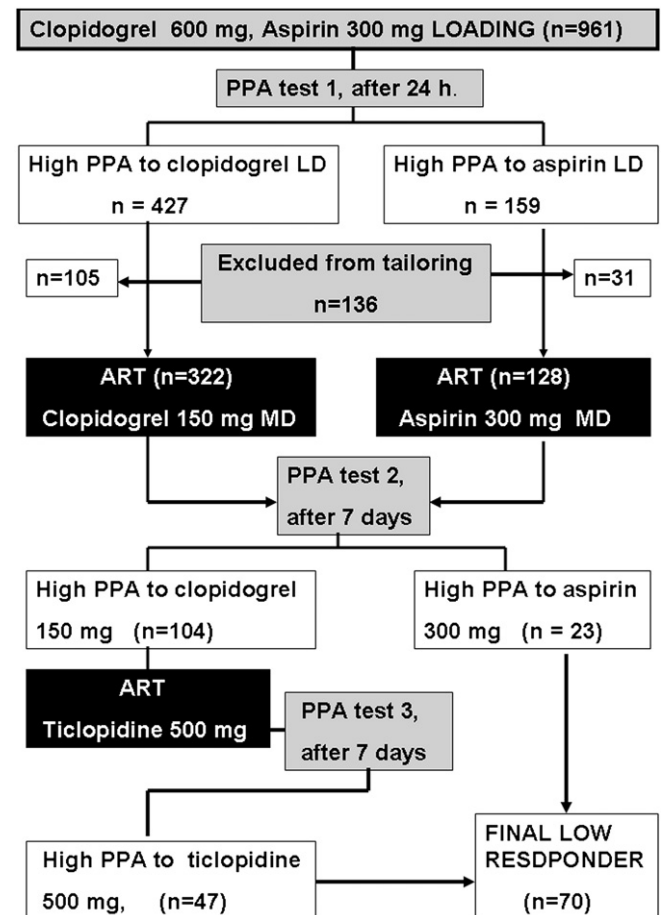 Clopidogrel 600 mg, Aspirin 300 mg LOADING (n=961)
PPA test 1, after 24 h.
High PPA to clopidogrel LD
n = 427
High PPA to aspirin LD
n = 159
n=105
Excluded from tailoring
n=136
n=31
ART (n=322)
Clopidogrel 150 mg MD
ART (n=128)
Aspirin 300 mg MD
PPA test 2,
after 7 days
High PPA to clopidogrel
150 mg (n=104)
High PPA to aspirin
300 mg (n = 23)
ART
Ticlopidine 500 mg
PPA test 3,
after 7 days
High PPA to ticlopidine
500 mg, (n=47)
FINAL LOW
RESDPONDER
(n=70)